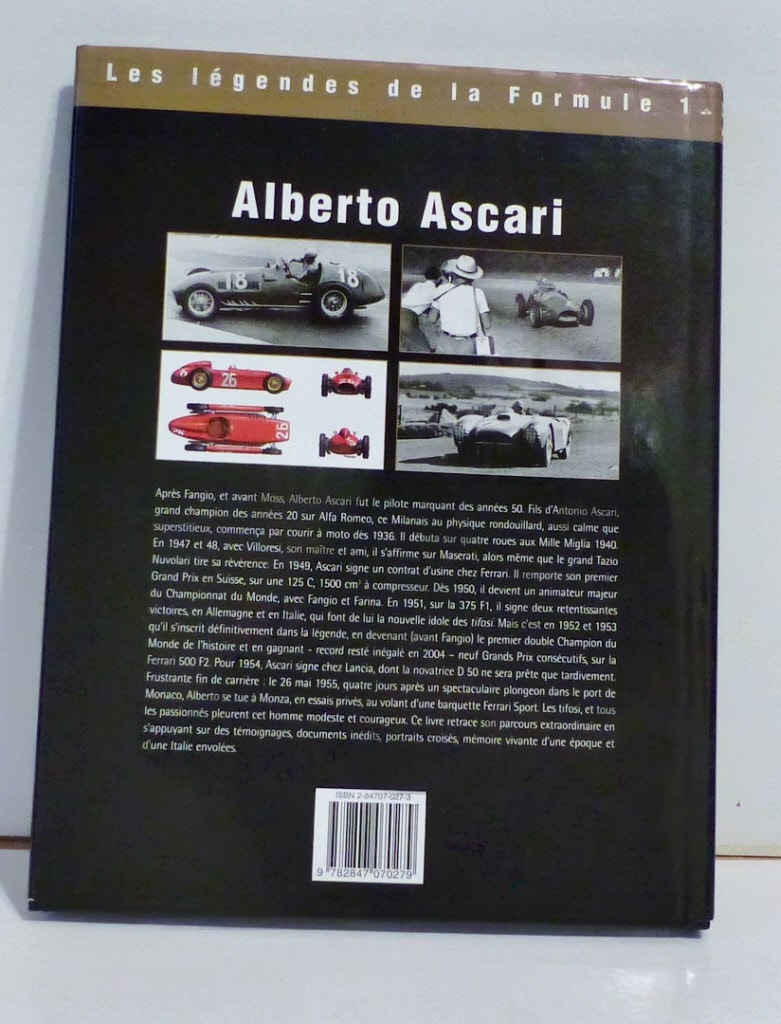 Les légendes de la Formule 1
Alberto Ascari
18
18
26
26
Après Fangio, et avant Moss, Alberto Ascari fut le pilote marquant des années 50. Fils d'Antonio Ascari,
grand champion des années 20 sur Alfa Romeo, ce Milanais au physique rondouillard, aussi calme que
superstitieux, commença par courir à moto dès 1936. Il débuta sur quatre roues aux Mille Miglia 1940.
En 1947 et 48, avec Villoresi, son maître et ami, il s'affirme sur Maserati, alors même que le grand Tazio
Nuvolari tire sa révérence. En 1949, Ascari signe un contrat d'usine chez Ferrari. Il remporte son premier
Grand Prix en Suisse, sur une 125 C, 1500 cm³ à compresseur. Dès 1950, il devient un animateur majeur
du Championnat du Monde, avec Fangio et Farina. En 1951, sur la 375 F1, il signe deux retentissantes
victoires, en Allemagne et en Italie, qui font de lui la nouvelle idole des tifosi. Mais c'est en 1952 et 1953
qu'il s'inscrit définitivement dans la légende, en devenant (avant Fangio) le premier double Champion du
Monde de l'histoire et en gagnant - record resté inégalé en 2004 - neuf Grands Prix consécutifs, sur la
Ferrari 500 F2. Pour 1954, Ascari signe chez Lancia, dont la novatrice D 50 ne sera prête que tardivement.
Frustrante fin de carrière : le 26 mai 1955, quatre jours après un spectaculaire plongeon dans le port de
Monaco, Alberto se tue à Monza, en essais privés, au volant d'une barquette Ferrari Sport. Les tifosi, et tous
les passionnés pleurent cet homme modeste et courageux. Ce livre retrace son parcours extraordinaire en
s'appuyant sur des témoignages, documents inédits, portraits croisés, mémoire vivante d'une époque et
d'une Italie envolées.
ISBN 2-84707-027-3
9 782847 070279